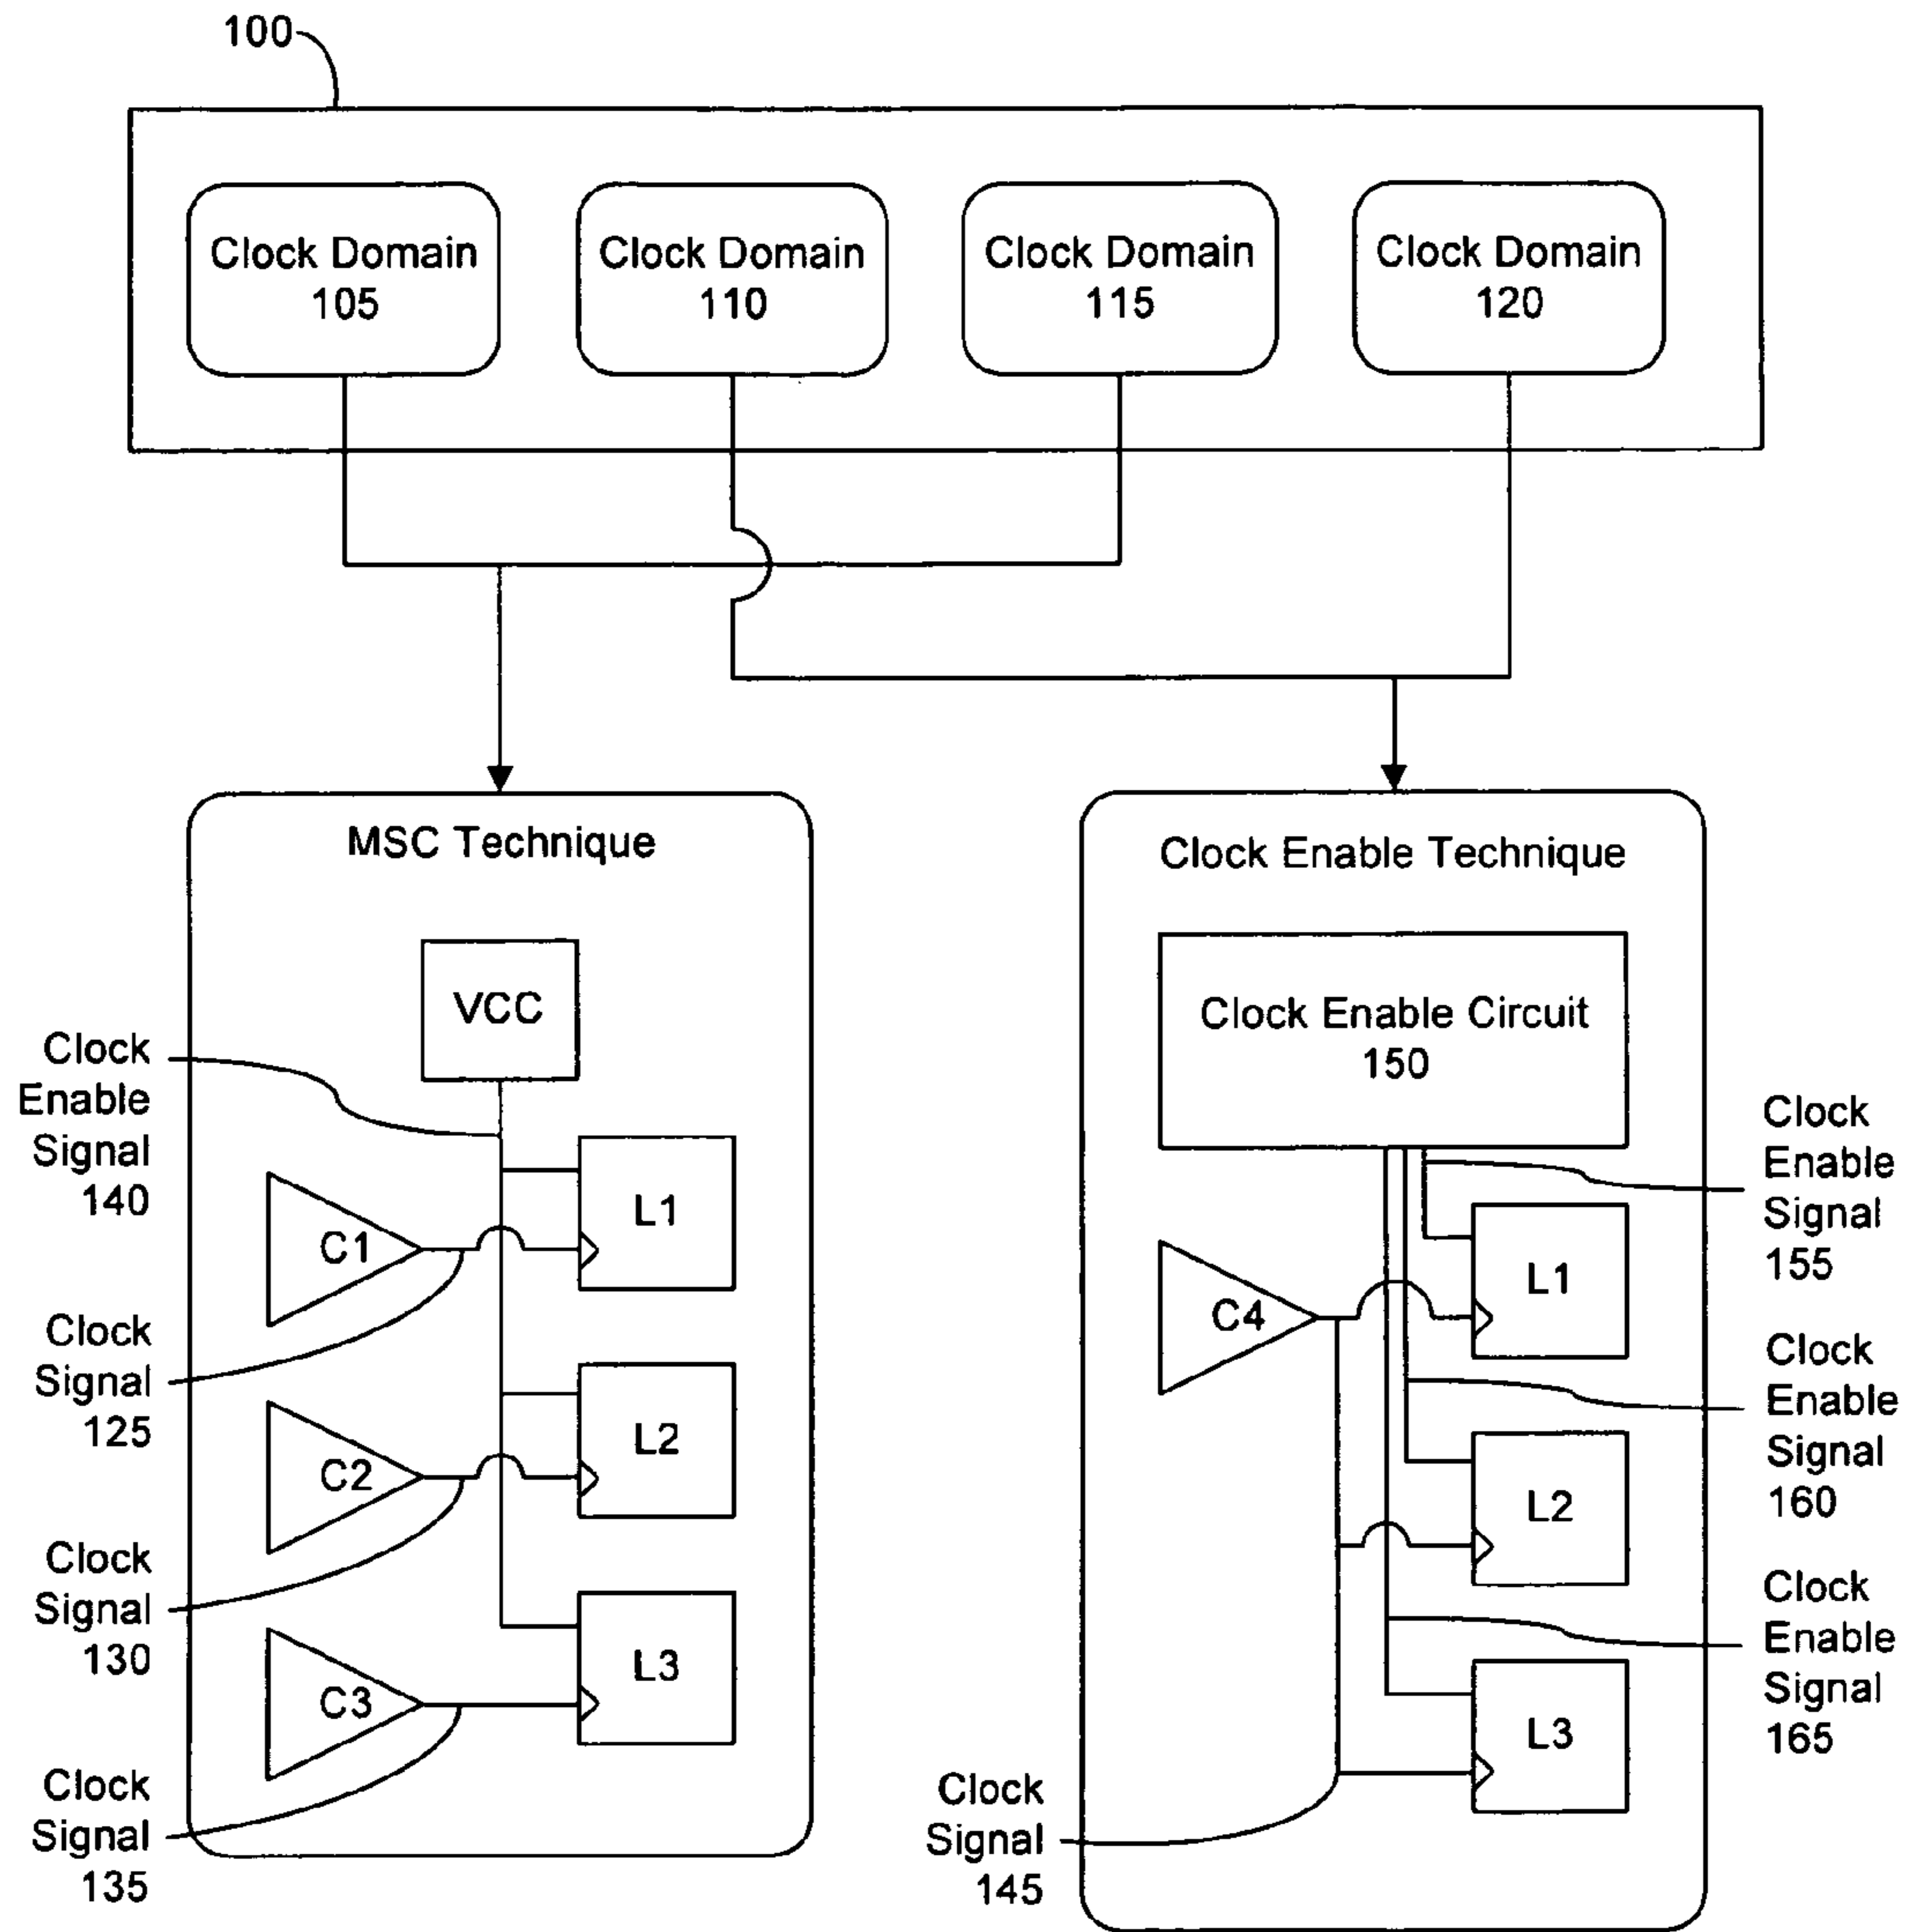 100
Clock Domain
105
Clock Domain
110
Clock Domain
115
Clock Domain
120
MSC Technique
VCC
Clock
Enable
Signal
140
L1
C1
Clock
Signal
125
L2
C2
Clock
Signal
130
L3
C3
Clock
Signal
135
Clock Enable Technique
Clock Enable Circuit
150
Clock
Enable
Signal
155
L1
C4
Clock
Enable
Signal
160
L2
Clock
Enable
Signal
165
L3
Clock
Signal
145